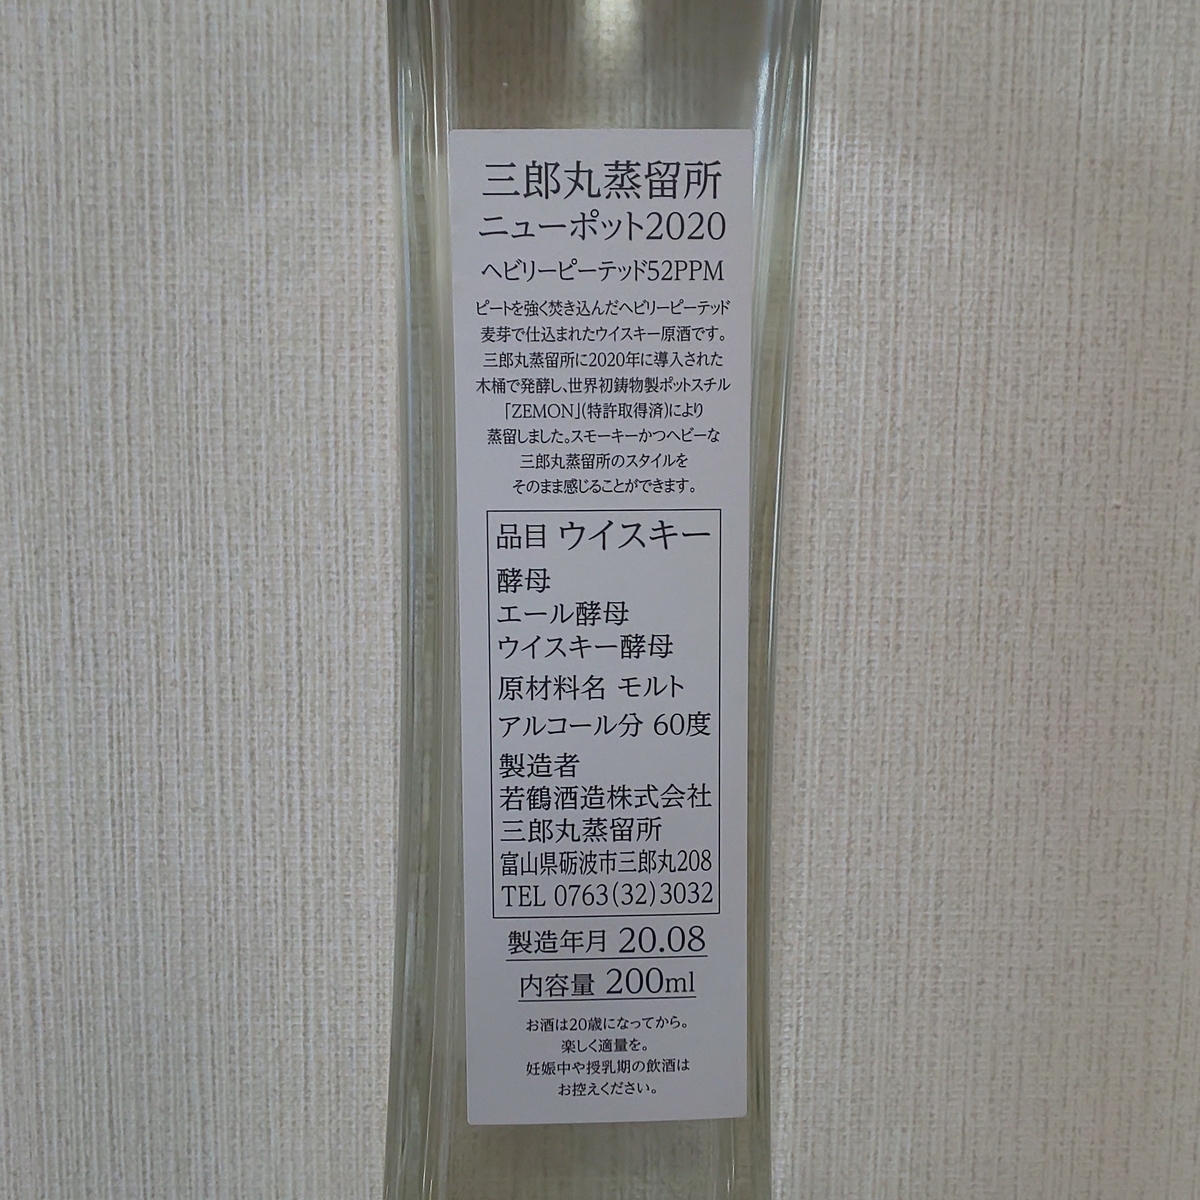 三郎丸蒸留所
ニューポット2020
ヘビリーピーテッド52PPM
ピートを強く焚き込んだヘビリーピーテッド
麦芽で仕込まれたウイスキー原酒です。
三郎丸蒸留所に2020年に導入された
木桶で発酵し、世界初鋳物製ポットスチル
「ZEMON」(特許取得済)により
蒸留しました。スモーキーかつヘビーな
三郎丸蒸留所のスタイルを
そのまま感じることができます。
品目 ウイスキー
酵母
エール酵母
ウイスキー酵母
原材料名 モルト
アルコール分 60度
製造者
若鶴酒造株式会社
三郎丸蒸留所
富山県砺波市三郎丸208
TEL 0763(32)3032
製造年月 20.08
内容量 200ml
お酒は20歳になってから。
楽しく適量を。
妊娠中や授乳期の飲酒は
お控えください。